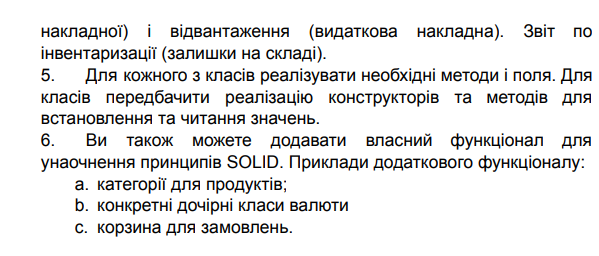 накладної) і відвантаження (видаткова накладна). Звіт по
інвентаризації (залишки на складі).
5. Для кожного з класів реалізувати необхідні методи і поля. Для
класів передбачити реалізацію конструкторів та методів для
встановлення та читання значень.
6. Ви також можете додавати власний функціонал для
унаочнення принципів SOLID. Приклади додаткового функціоналу:
a. категорії для продуктів;
b. конкретні дочірні класи валюти
c. корзина для замовлень.